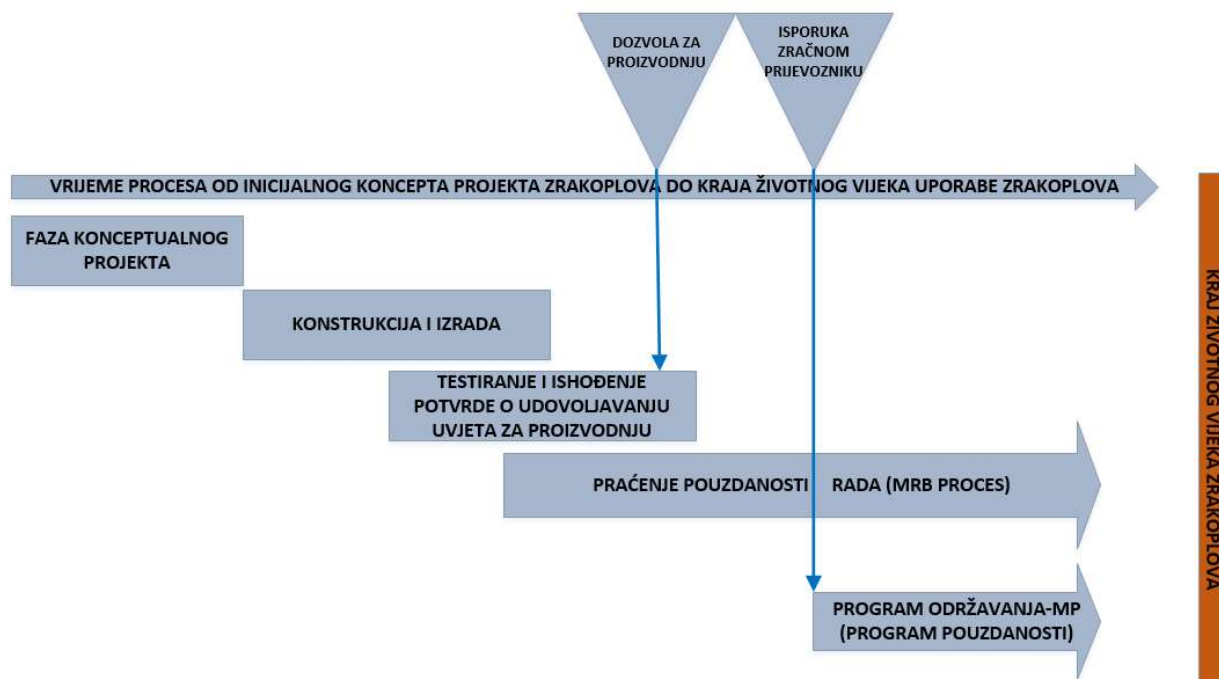 DOZVOLA ZA
PROIZVODNJU
ISPORUKA
ZRAČNOM
PRIJEVOZNIKU
VRIJEME PROCESA OD INICIJALNOG KONCEPTA PROJEKTA ZRAKOPLOVA DO KRAJA ŽIVOTNOG VIJEKA UPORABE ZRAKOPLOVA
FAZA KONCEPTUALNOG
PROJEKTA
KONSTRUKCIJA I IZRADA
TESTIRANJE I ISHOĐENJE
POTVRDE O UDOVOLJAVANJU
UVJETA ZA PROIZVODNJU
PRAĆENJE POUZDANOSTI RADA (MRB PROCES)
PROGRAM ODRŽAVANJA-MP
(PROGRAM POUZDANOSTI)
KRAJ ŽIVOTNOG VIJEKA ZRAKOPLOVA